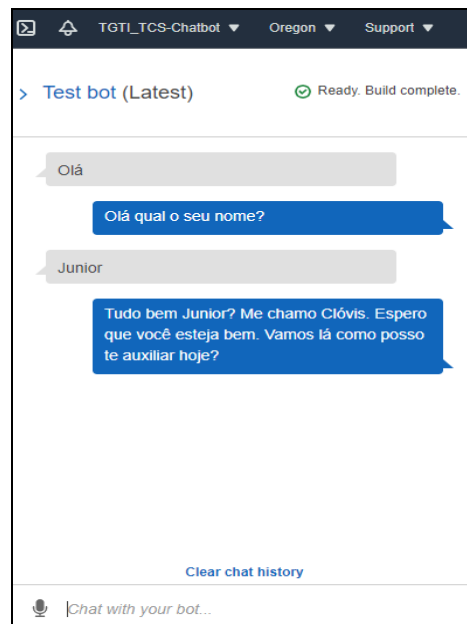 TGTI_TCS-Chatbot ▼ Oregon ▼ Support ▼
> Test bot (Latest) Ready. Build complete.
Olá
Olá qual o seu nome?
Junior
Tudo bem Junior? Me chamo Clóvis. Espero
que você esteja bem. Vamos lá como posso
te auxiliar hoje?
Clear chat history
Chat with your bot...